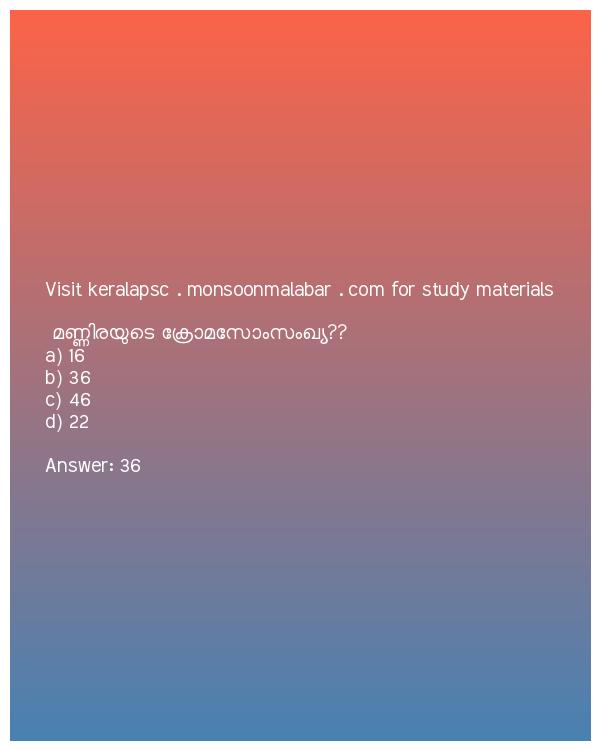 Visit keralapsc . monsoonmalabar . com for study materials
മണ്ണിരയുടെ ക്രോമസോംസംഖ്യ??
a) 16
b) 36
c) 46
d) 22
Answer: 36